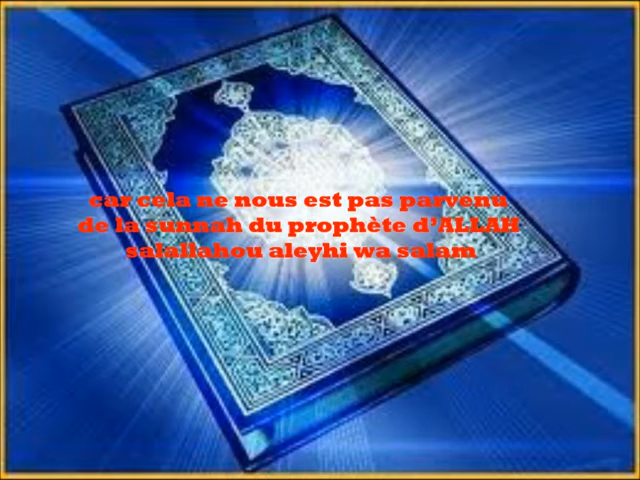 car cela ne nous est pas parvenu
de la sunnah du prophète d’ALLAH
salallahou aleyhi wa salam